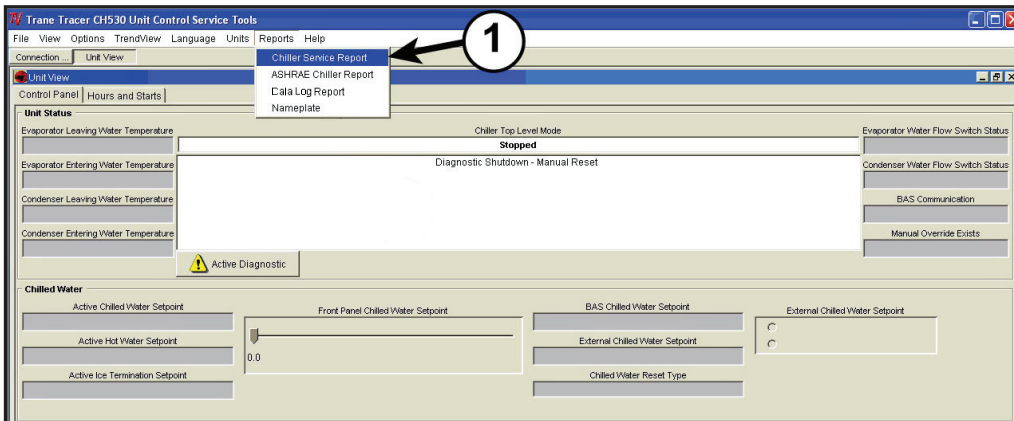 Trane Tracer CH530 Unit Control Service Tools
File View Options TrendView Language Units Reports Help
1
Connection ... Unit View
Chiller Service Report
ASHRAE Chiller Report
Data Log Report
Nameplate
Unit View
Control Panel Hours and Starts
Unit Status
Evaporator Leaving Water Temperature
Chiller Top Level Mode
Evaporator Water Flow Switch Status
Stopped
Evaporator Entering Water Temperature
Diagnostic Shutdown - Manual Reset
Condenser Water Flow Switch Status
Condenser Leaving Water Temperature
BAS Communication
Condenser Entering Water Temperature
Manual Override Exists
Active Diagnostic
Chilled Water
Active Chilled Water Setpoint
Front Panel Chilled Water Setpoint
BAS Chilled Water Setpoint
External Chilled Water Setpoint
Active Hot Water Setpoint
0.0
External Chilled Water Setpoint
Active Ice Termination Setpoint
Chilled Water Reset Type